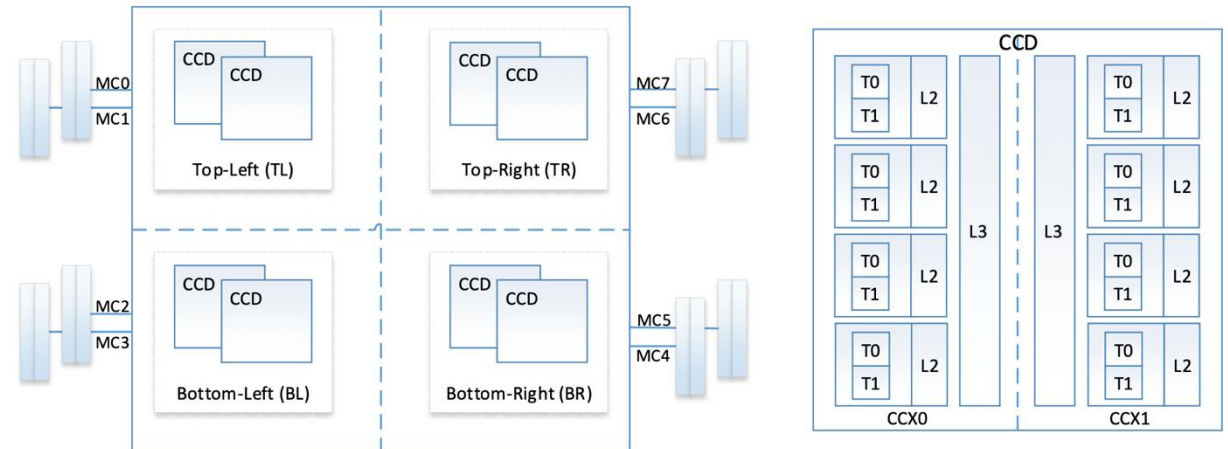 MC0
MC1
CCD
CCD
Top-Left (TL)
CCD
CCD
Top-Right (TR)
MC7
MC6
MC2
MC3
CCD
CCD
Bottom-Left (BL)
CCD
CCD
Bottom-Right (BR)
MC5
MC4
CCD
T0
T1
L2
T0
T1
L2
T0
T1
L2
T0
T1
L2
L3
L3
T0
T1
L2
T0
T1
L2
T0
T1
L2
T0
T1
L2
CCX0
CCX1